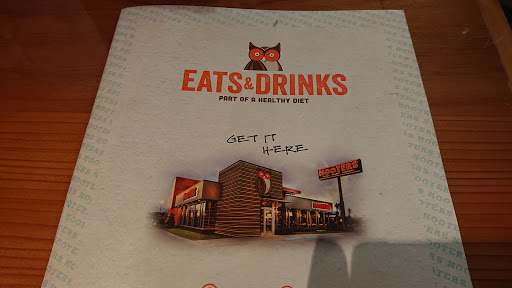 EATS & DRINKS
PART OF A HEALTHY DIET
GET IT
HERE
HOOTERS